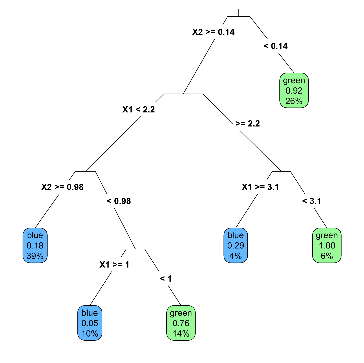 X2 >= 0.14
< 0.14
green
0.92
26%
X1 < 2.2
>= 2.2
X2 >= 0.98
< 0.98
X1 >= 3.1
< 3.1
blue
0.18
39%
blue
0.29
4%
green
1.00
6%
X1 >= 1
< 1
blue
0.05
10%
green
0.76
14%